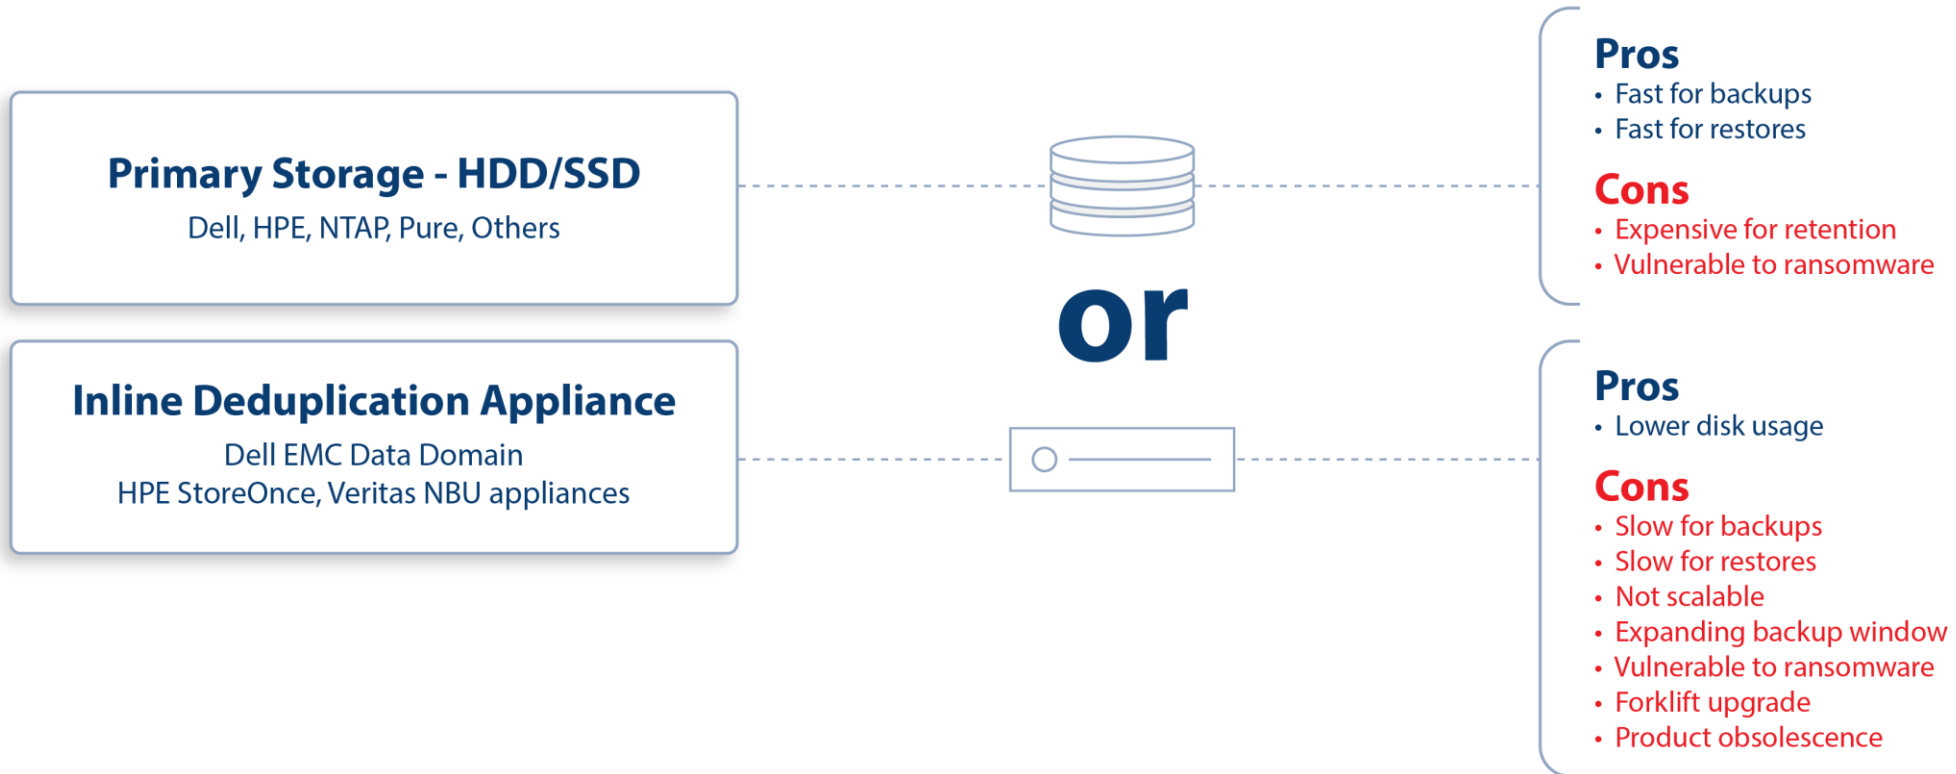 Primary Storage - HDD/SSD
Dell, HPE, NTAP, Pure, Others
Pros
• Fast for backups
• Fast for restores
Cons
• Expensive for retention
• Vulnerable to ransomware
or
Inline Deduplication Appliance
Dell EMC Data Domain
HPE StoreOnce, Veritas NBU appliances
Pros
• Lower disk usage
Cons
• Slow for backups
• Slow for restores
• Not scalable
• Expanding backup window
• Vulnerable to ransomware
• Forklift upgrade
• Product obsolescence